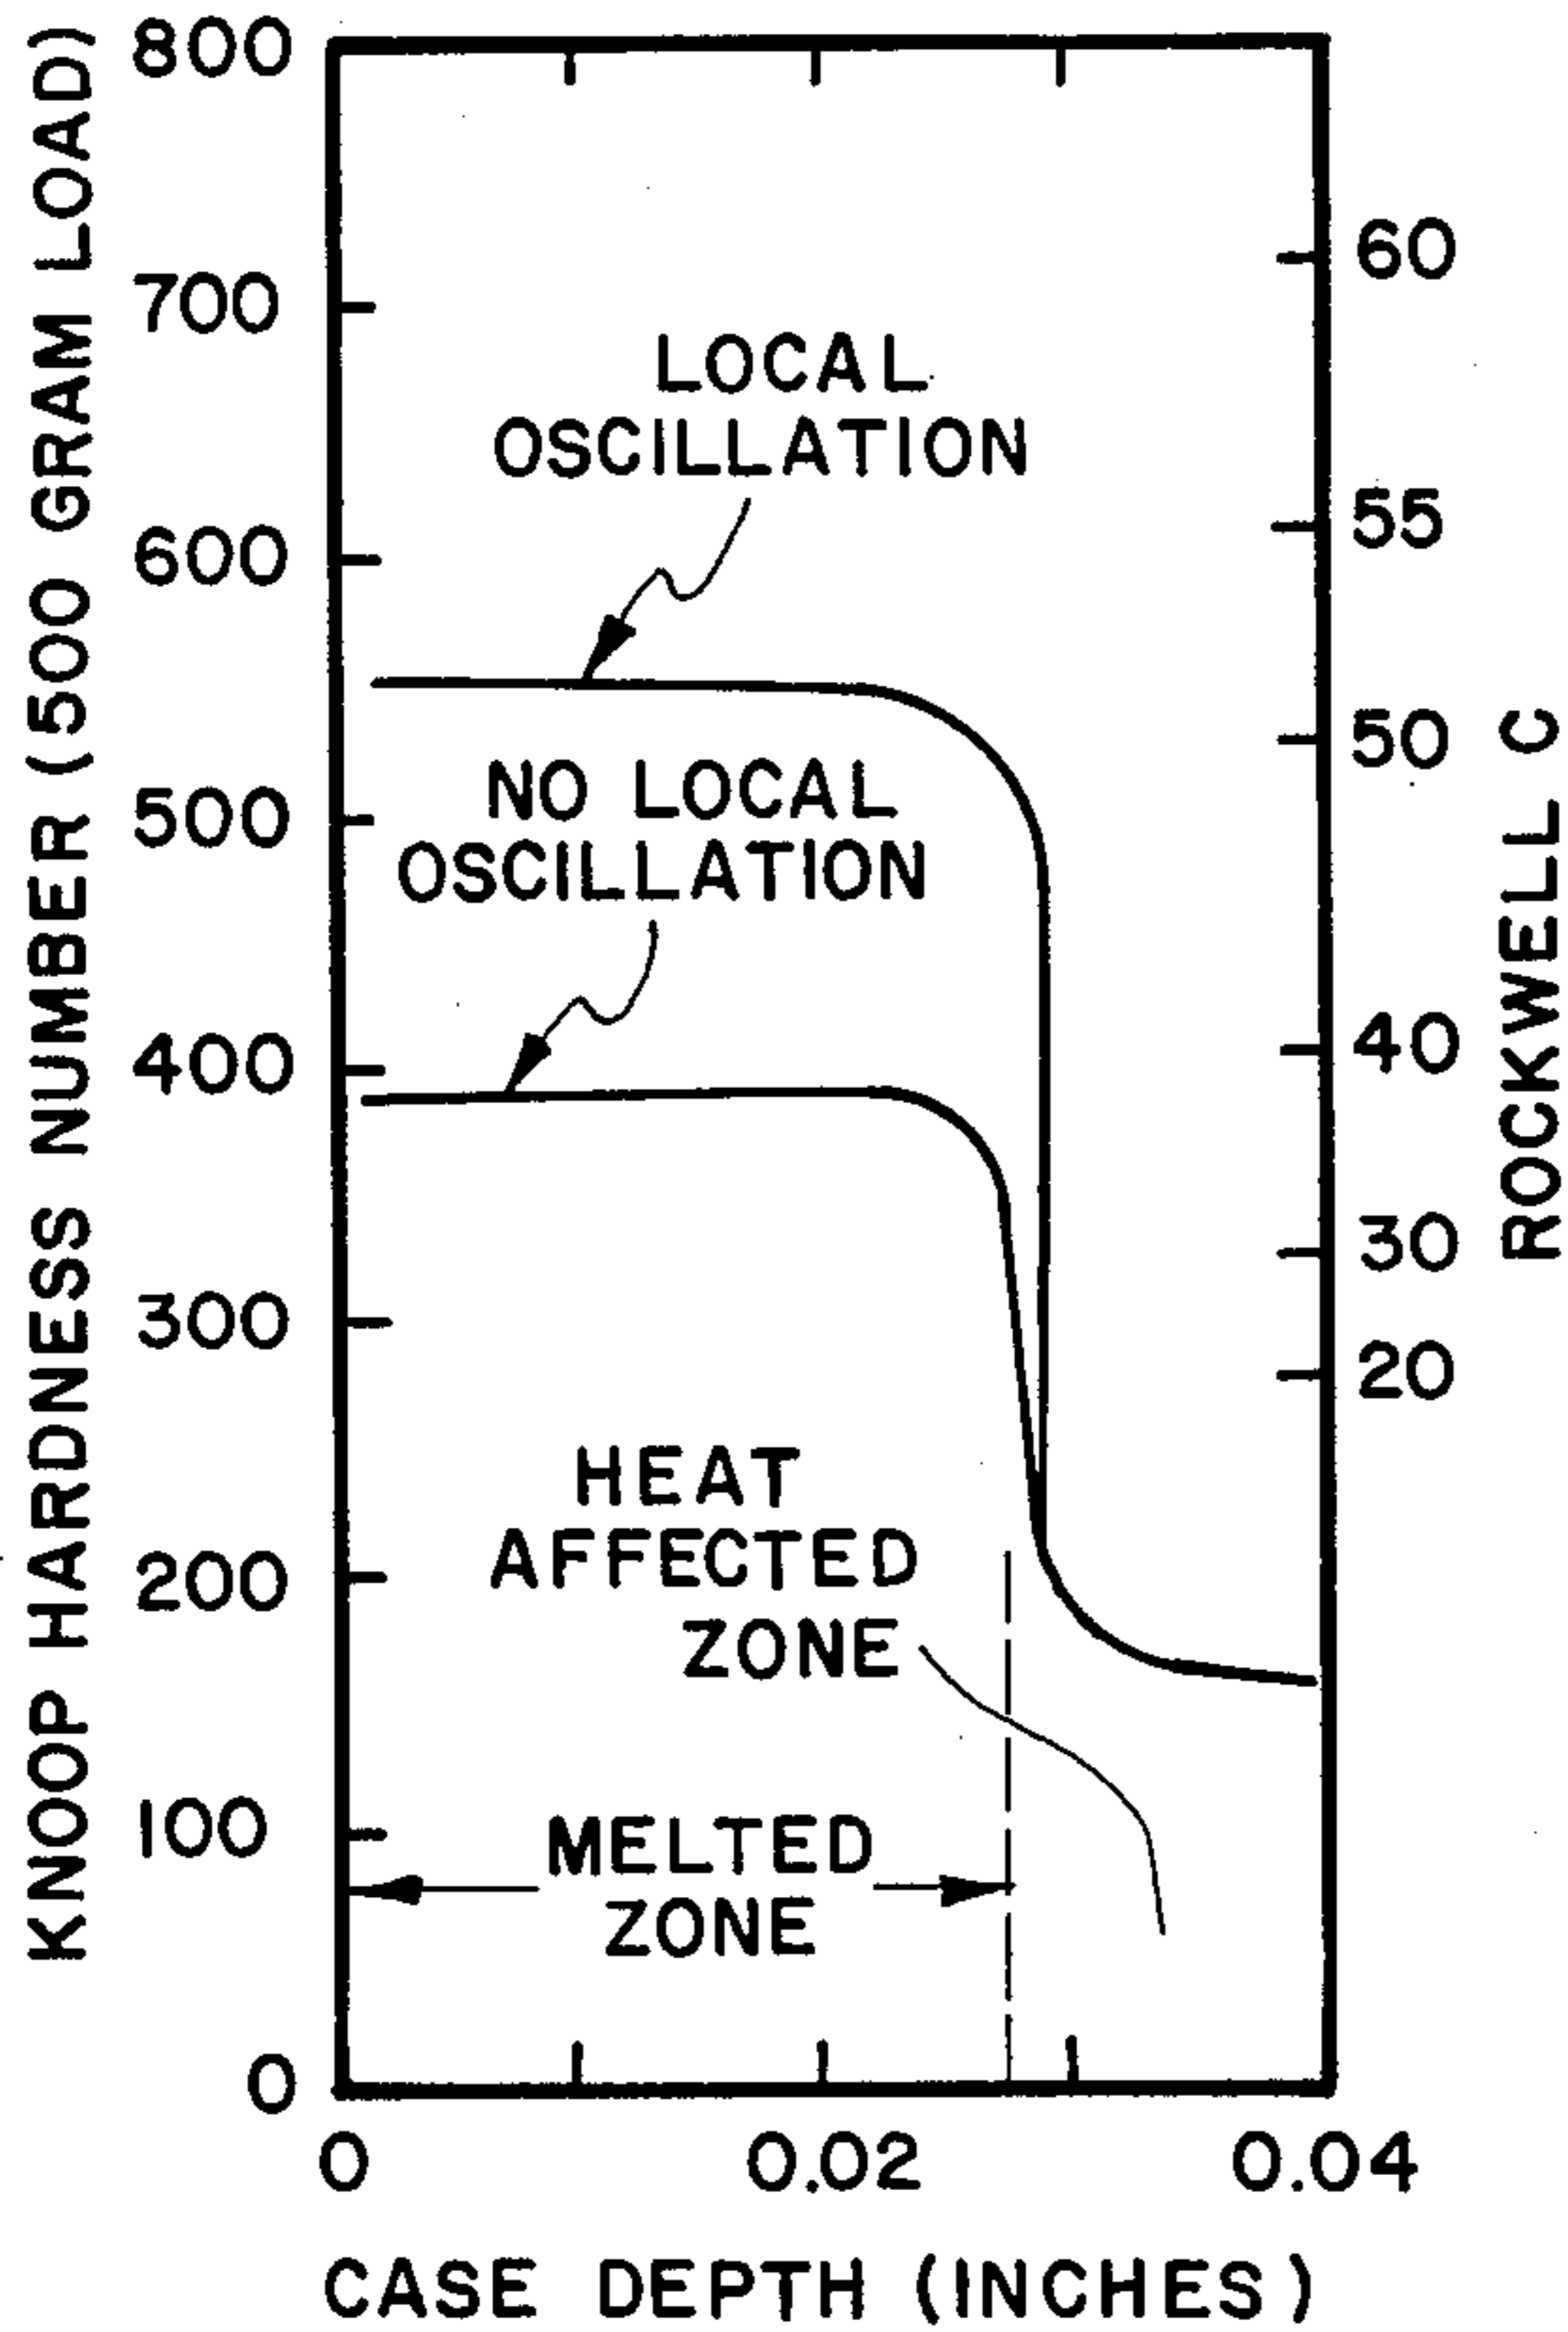 KNOOP HARDNESS NUMBER (500 GRAM LOAD)
800
700
600
500
400
300
200
100
0
LOCAL
OSCILLATION
NO LOCAL
OSCILLATION
HEAT
AFFECTED
ZONE
MELTED
ZONE
60
55
50
40
30
20
ROCKWELL C
0
0.02
0.04
CASE DEPTH (INCHES)